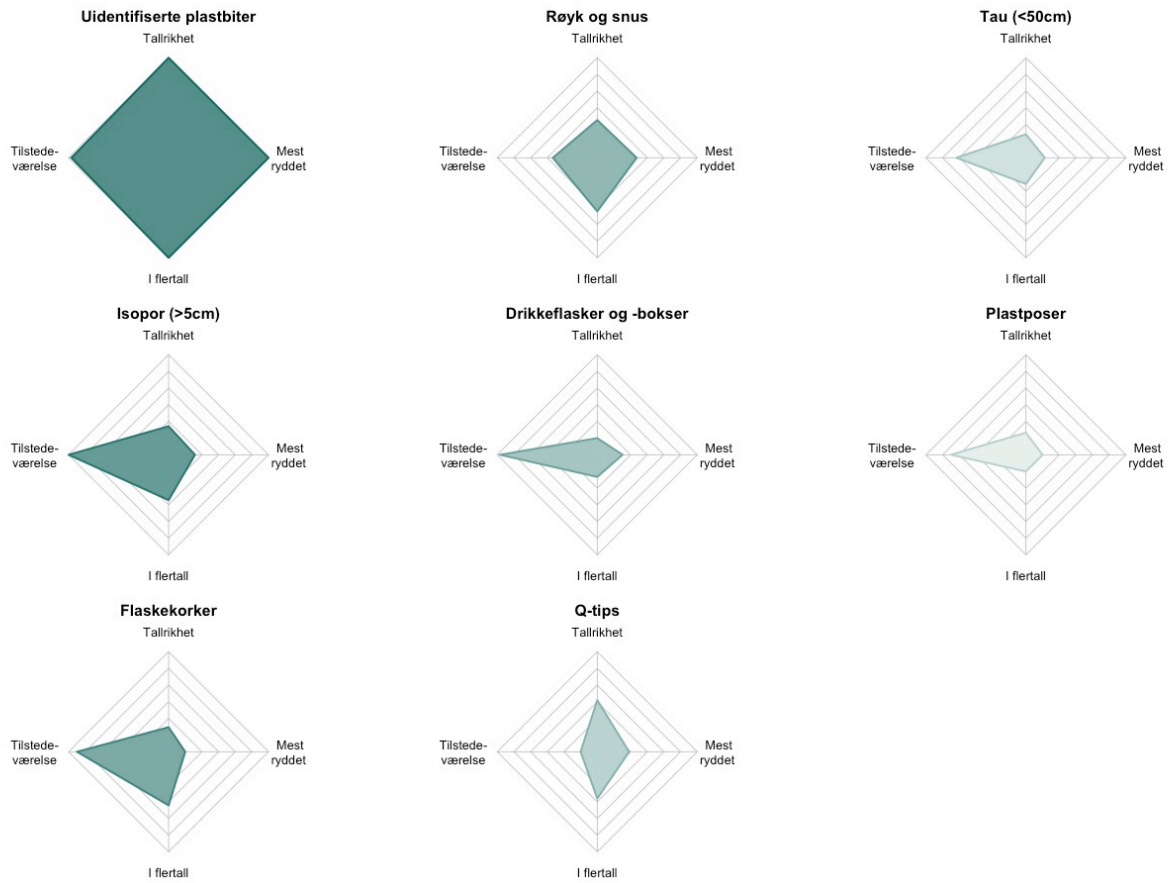 Uidentifiserte plastbiter
Tallrikhet
Tilstede-
værelse
Mest
ryddet
I flertall
Røyk og snus
Tallrikhet
Tilstede-
værelse
Mest
ryddet
I flertall
Tau (<50cm)
Tallrikhet
Tilstede-
værelse
Mest
ryddet
I flertall
Isopor (>5cm)
Tallrikhet
Tilstede-
værelse
Mest
ryddet
I flertall
Drikkeflasker og -bokser
Tallrikhet
Tilstede-
værelse
Mest
ryddet
I flertall
Plastposer
Tallrikhet
Tilstede-
værelse
Mest
ryddet
I flertall
Flaskekorker
Tallrikhet
Tilstede-
værelse
Mest
ryddet
I flertall
Q-tips
Tallrikhet
Tilstede-
værelse
Mest
ryddet
I flertall